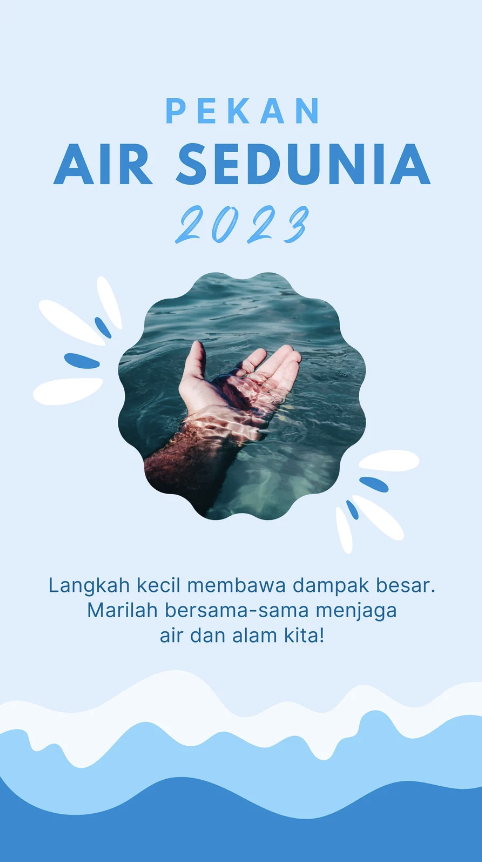 PEKAN
AIR SEDUNIA
2023
Langkah kecil membawa dampak besar.
Marilah bersama-sama menjaga
air dan alam kita!